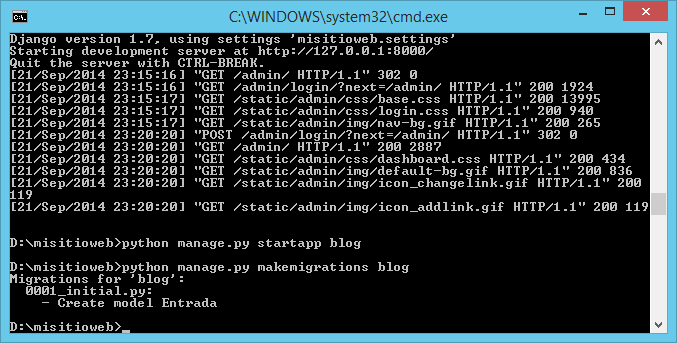 C:\WINDOWS\system32\cmd.exe
Django version 1.7, using settings 'misitioweb.settings'
Starting development server at http://127.0.0.1:8000/
Quit the server with CTRL-BREAK.
[21/Sep/2014 23:15:16] "GET /admin/ HTTP/1.1" 302 0
[21/Sep/2014 23:15:16] "GET /admin/login/?next=/admin/ HTTP/1.1" 200 1924
[21/Sep/2014 23:15:17] "GET /static/admin/css/base.css HTTP/1.1" 200 13995
[21/Sep/2014 23:15:17] "GET /static/admin/css/login.css HTTP/1.1" 200 940
[21/Sep/2014 23:15:17] "GET /static/admin/img/nav-bg.gif HTTP/1.1" 200 265
[21/Sep/2014 23:20:20] "POST /admin/login/?next=/admin/ HTTP/1.1" 302 0
[21/Sep/2014 23:20:20] "GET /admin/ HTTP/1.1" 200 2887
[21/Sep/2014 23:20:20] "GET /static/admin/css/dashboard.css HTTP/1.1" 200 434
[21/Sep/2014 23:20:20] "GET /static/admin/img/default-bg.gif HTTP/1.1" 200 836
[21/Sep/2014 23:20:20] "GET /static/admin/img/icon_changelink.gif HTTP/1.1" 200
119
[21/Sep/2014 23:20:20] "GET /static/admin/img/icon_addlink.gif HTTP/1.1" 200 119
D:\misitioweb>python manage.py startapp blog
D:\misitioweb>python manage.py makemigrations blog
Migrations for 'blog':
0001_initial.py:
- Create model Entrada
D:\misitioweb>_